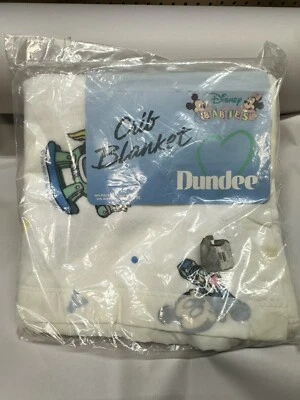 Disney
BABIES
Crib
Blanket
Dundee